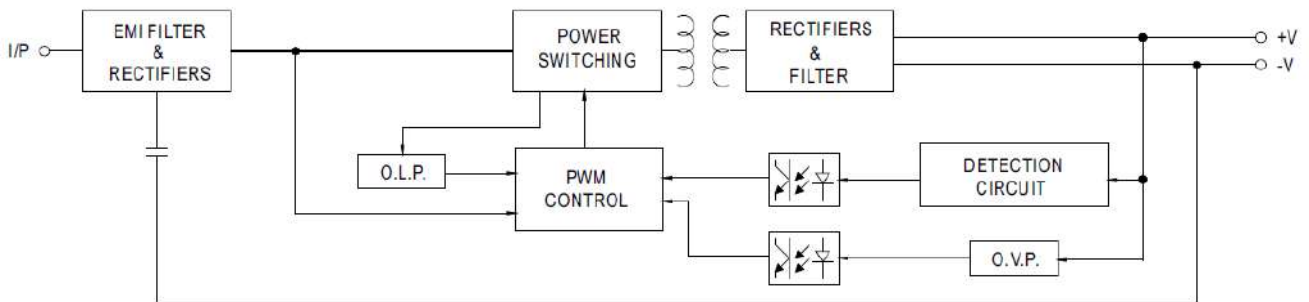 I/P
EMI FILTER
&
RECTIFIERS
POWER
SWITCHING
RECTIFIERS
&
FILTER
+V
-V
O.L.P.
PWM
CONTROL
DETECTION
CIRCUIT
O.V.P.